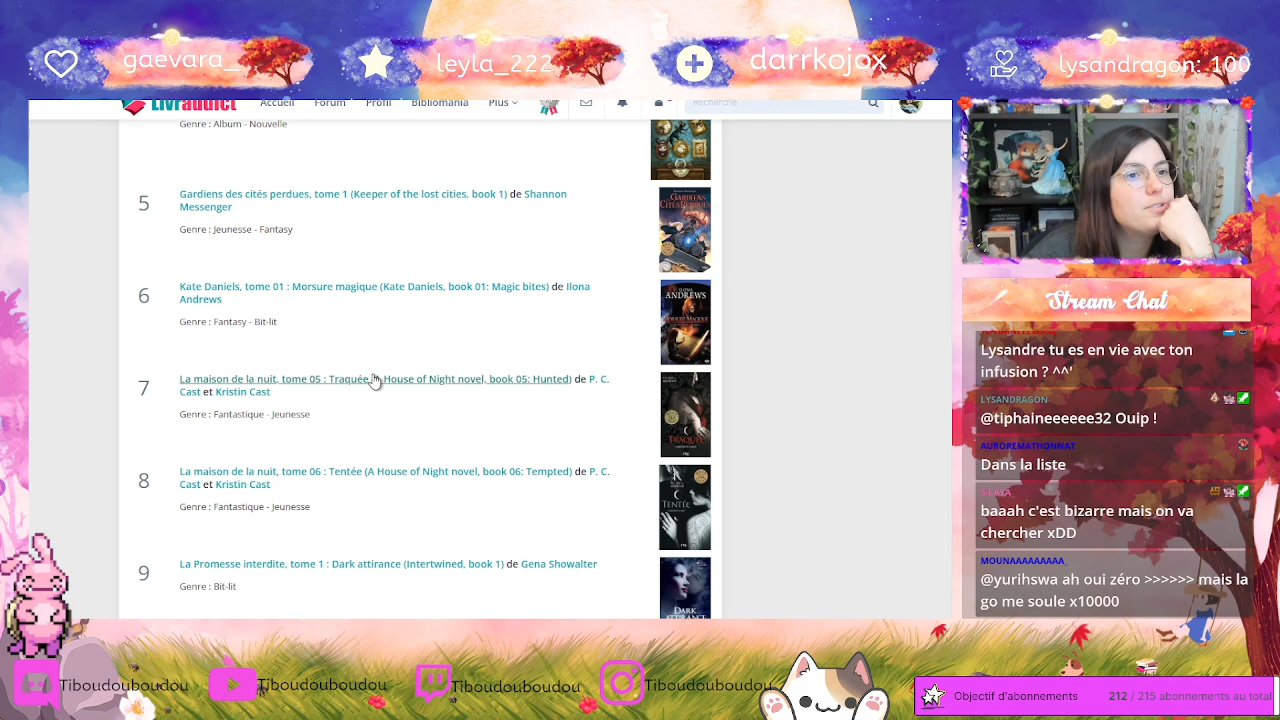 gaevara_
leyla_222
darrkojox
lysandragon: 100
Livraddict
Accueil
Forum
Profil
Bibliomania
Plus
Recherche
Genre : Album - Nouvelle
5
Gardiens des cités perdues, tome 1 (Keeper of the lost cities, book 1) de Shannon
Messenger
Genre : Jeunesse - Fantasy
6
Kate Daniels, tome 01 : Morsure magique (Kate Daniels, book 01: Magic bites) de Ilona
Andrews
Genre : Fantasy - Bit-lit
ANDREWS
7
La maison de la nuit, tome 05 : Traquée House of Night novel, book 05: Hunted) de P. C.
Cast et Kristin Cast
Genre : Fantastique - Jeunesse
TRAQUÉE
8
La maison de la nuit, tome 06 : Tentée (A House of Night novel, book 06: Tempted) de P. C.
Cast et Kristin Cast
Genre : Fantastique - Jeunesse
TENTÉE
9
La Promesse interdite, tome 1 : Dark attirance (Intertwined, book 1) de Gena Showalter
Genre : Bit-lit
DARK
Stream Chat
Lysandre tu es en vie avec ton
infusion ? ^^'
LYSANDRAGON
@tiphaineeeeee32 Ouip !
AUROREMATHONNAT
Dans la liste
baaah c'est bizarre mais on va
chercher xDD
MOUNAAAAAAAAA_
@yurihswa ah oui zéro >>>>>> mais la
go me soule x10000
Tiboudouboudou
Tiboudouboudou
Tiboudouboudou
Tiboudouboudou
Objectif d'abonnements
212 / 215 abonnements au total